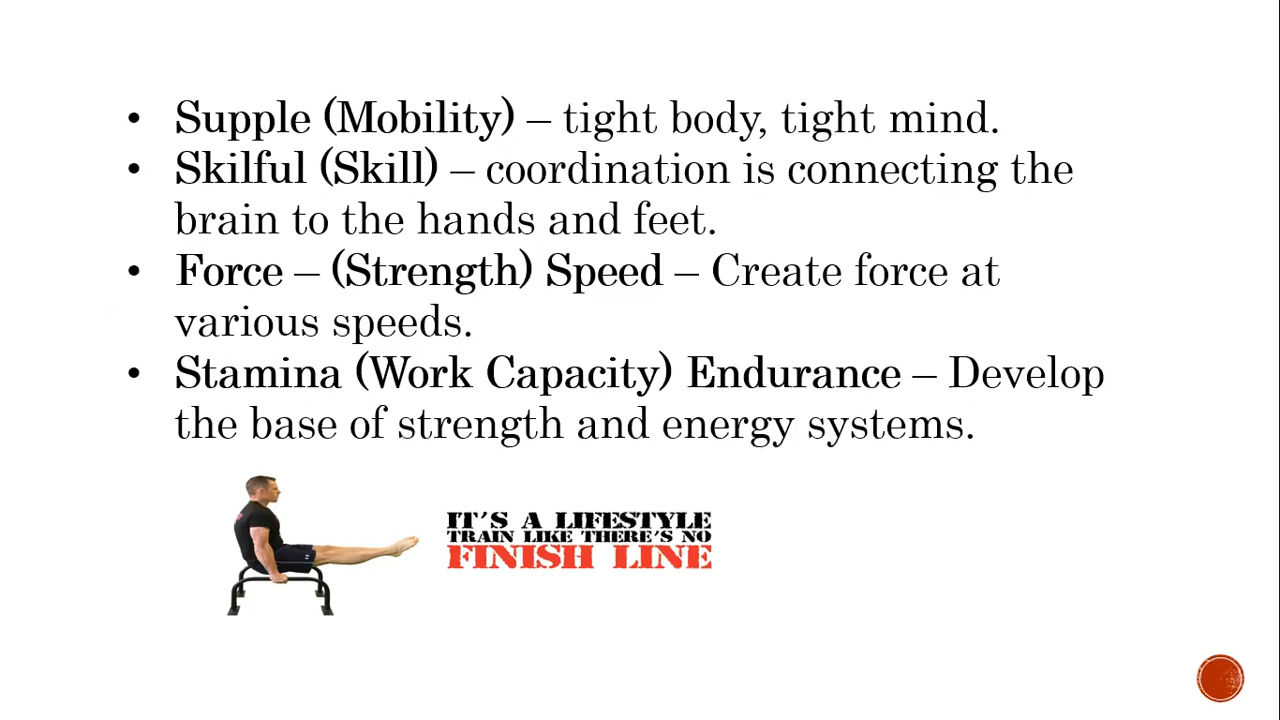 • Supple (Mobility) – tight body, tight mind.
• Skilful (Skill) – coordination is connecting the
brain to the hands and feet.
• Force – (Strength) Speed – Create force at
various speeds.
• Stamina (Work Capacity) Endurance – Develop
the base of strength and energy systems.
IT'S A LIFESTYLE
TRAIN LIKE THERE'S NO
FINISH LINE